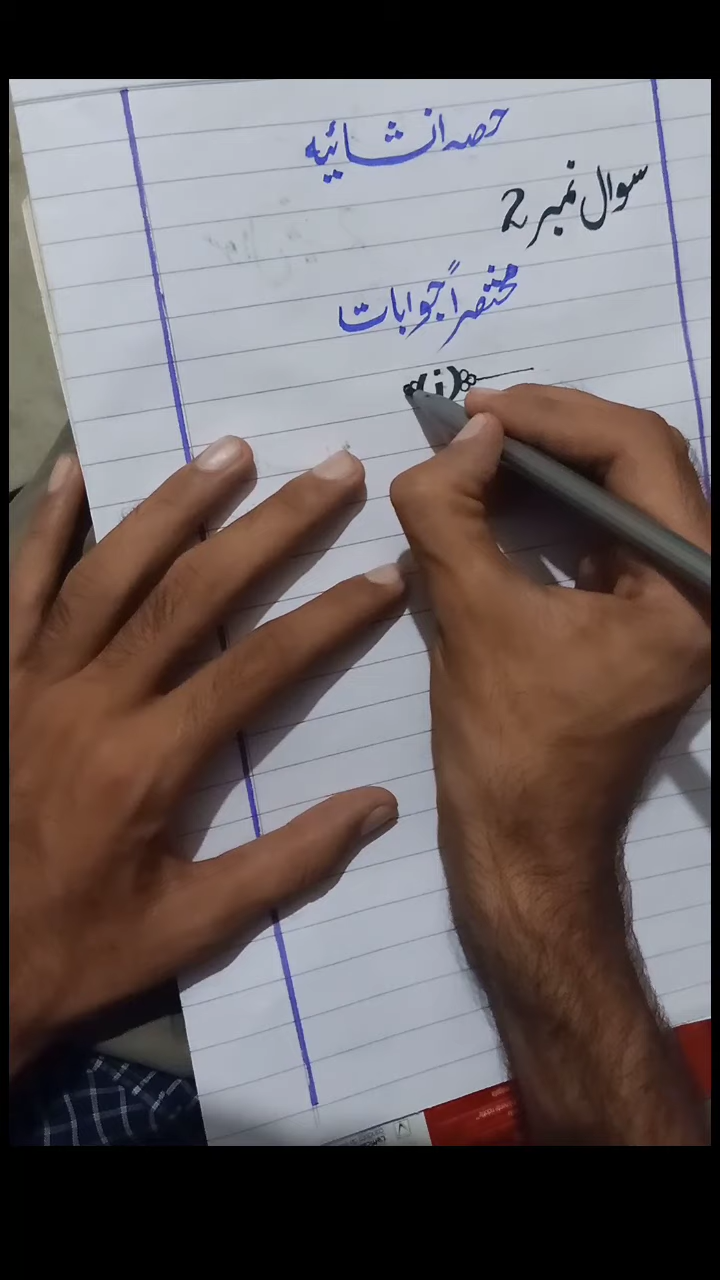 حصہ انشائیہ
سوال نمبر 2
مختصراً جوابات
(i)